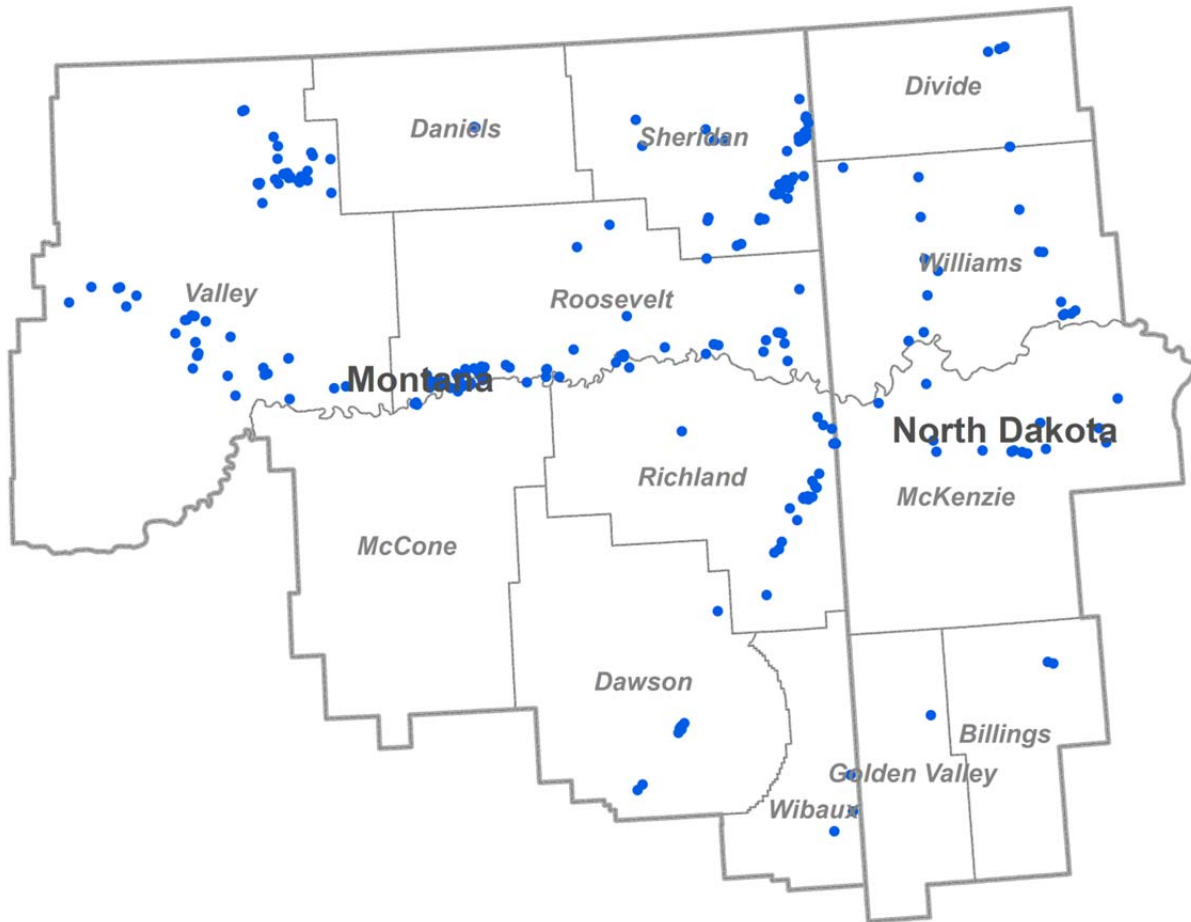 Divide
Daniels
Sheridan
Williams
Valley
Roosevelt
Montana
North Dakota
Richland
McKenzie
McCone
Dawson
Billings
Golden Valley
Wibaux